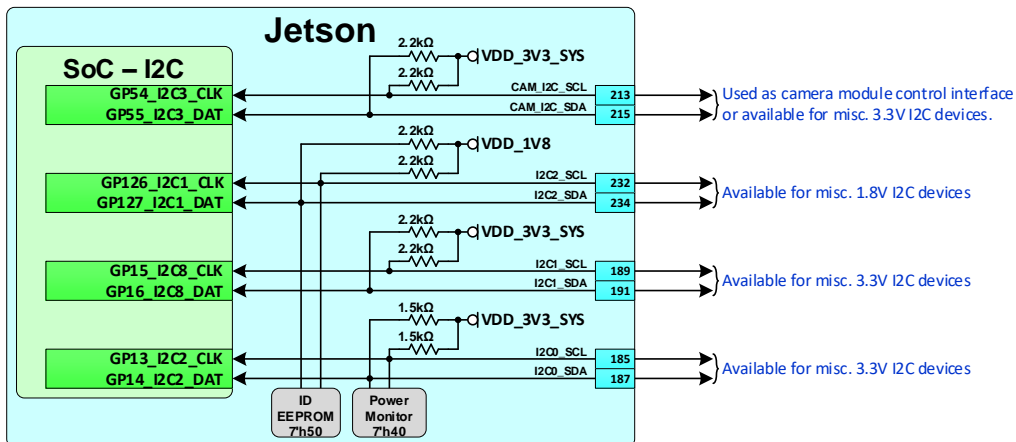 Jetson
SoC – I2C
2.2kΩ
VDD_3V3_SYS
2.2kΩ
GP54_I2C3_CLK
CAM_I2C_SCL
213
GP55_I2C3_DAT
CAM_I2C_SDA
215
Used as camera module control interface
or available for misc. 3.3V I2C devices.
2.2kΩ
VDD_1V8
2.2kΩ
GP126_I2C1_CLK
I2C2_SCL
232
GP127_I2C1_DAT
I2C2_SDA
234
Available for misc. 1.8V I2C devices
2.2kΩ
VDD_3V3_SYS
2.2kΩ
GP15_I2C8_CLK
I2C1_SCL
189
GP16_I2C8_DAT
I2C1_SDA
191
Available for misc. 3.3V I2C devices
1.5kΩ
VDD_3V3_SYS
1.5kΩ
GP13_I2C2_CLK
I2C0_SCL
185
GP14_I2C2_DAT
I2C0_SDA
187
Available for misc. 3.3V I2C devices
ID
EEPROM
7'h50
Power
Monitor
7'h40